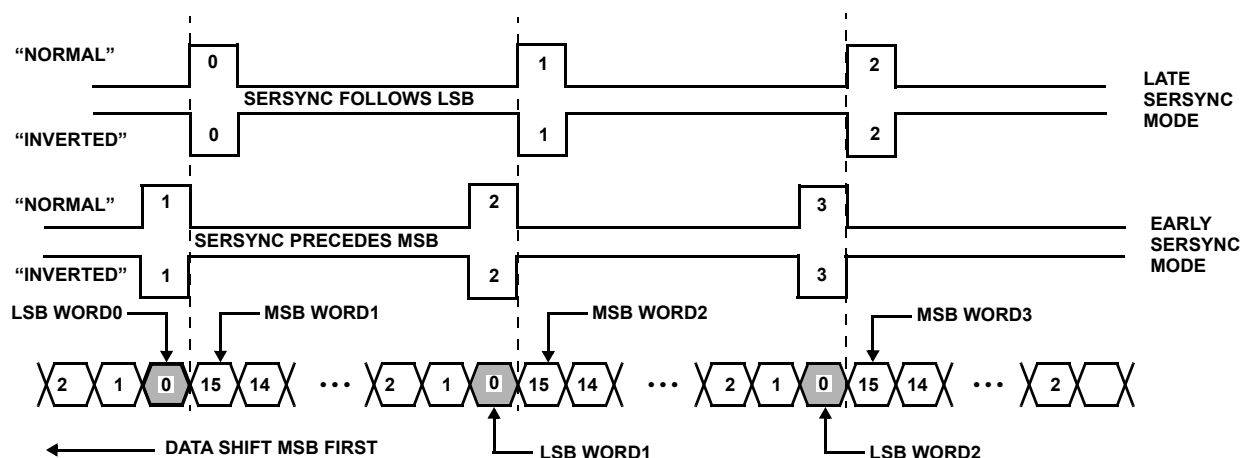 “NORMAL”
0
1
2
SERSYNC FOLLOWS LSB
LATE
SERSYNC
MODE
“INVERTED”
0
1
2
“NORMAL”
1
2
3
SERSYNC PRECEDES MSB
EARLY
SERSYNC
MODE
“INVERTED”
1
2
3
LSB WORD0
MSB WORD1
MSB WORD2
MSB WORD3
2 1 0 15 14 ••• 2 1 0 15 14 ••• 2 1 0 15 14 ••• 2
DATA SHIFT MSB FIRST
LSB WORD1
LSB WORD2